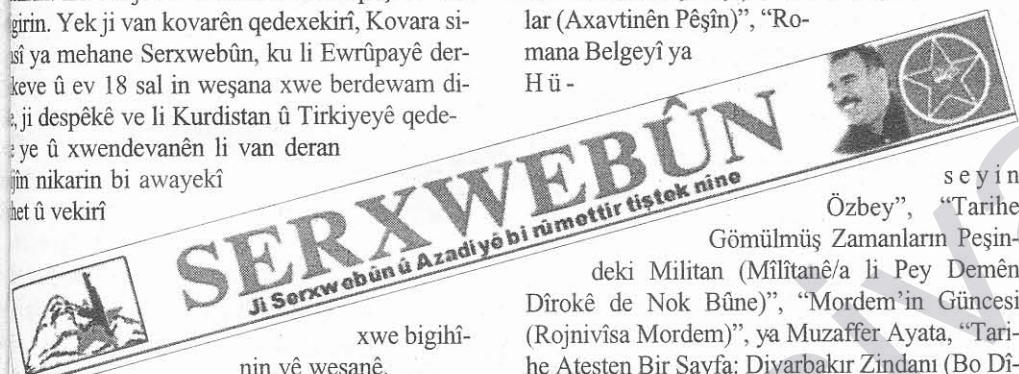 girin. Yek ji van kovarên qedexekirî, Kovara si-
ya mehane Serxwebûn, ku li Ewrûpayê der-
keve û ev 18 sal in weşana xwe berdewam di-
ji despêkê ve li Kurdistan û Tirkiyeyê qede-
ye û xwendevanên li van deran
nikarin bi awayekî
û vekirî
xwe bigihî-
nin vê weşanê.
SERXWEBÛN
Ji Serxwebûn û Azadiyê bi rûmettir tiştek nine
lar (Axavtinên Pêşîn)”, “Ro-
mana Belgeyî ya
Hü-
seyin
Özbey”, “Tarihe
Gömülmüş Zamanların Peşin-
deki Militan (Mîlîtanê/a li Pey Demên
Dîrokê de Nok Bûne)”, “Mordem’in Güncesi
(Rojnivîsa Mordem)”, ya Muzaffer Ayata, “Tari-
he Ateşten Bir Sayfa: Diyarbakır Zindanı (Bo Dî-